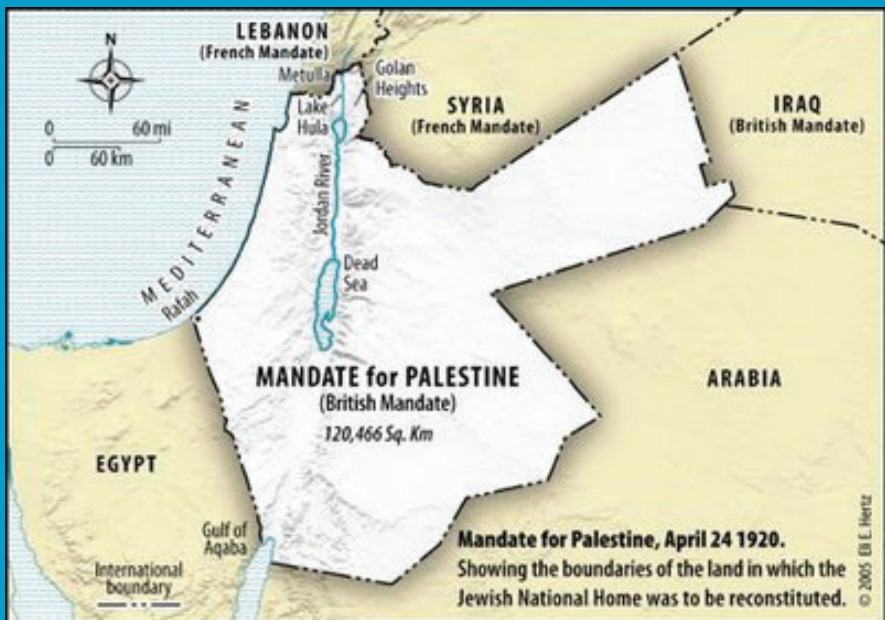 LEBANON
(French Mandate)
Metulla
Golan
Heights
N
Lake
Hula
SYRIA
(French Mandate)
IRAQ
(British Mandate)
0 60 mi
0 60 km
MEDITERRANEAN
Jordan River
Rafah
Dead
Sea
MANDATE for PALESTINE
(British Mandate)
120,466 Sq. Km
ARABIA
EGYPT
Gulf of
Aqaba
International
boundary
Mandate for Palestine, April 24 1920.
Showing the boundaries of the land in which the
Jewish National Home was to be reconstituted.
© 2005 Eli E. Hertz